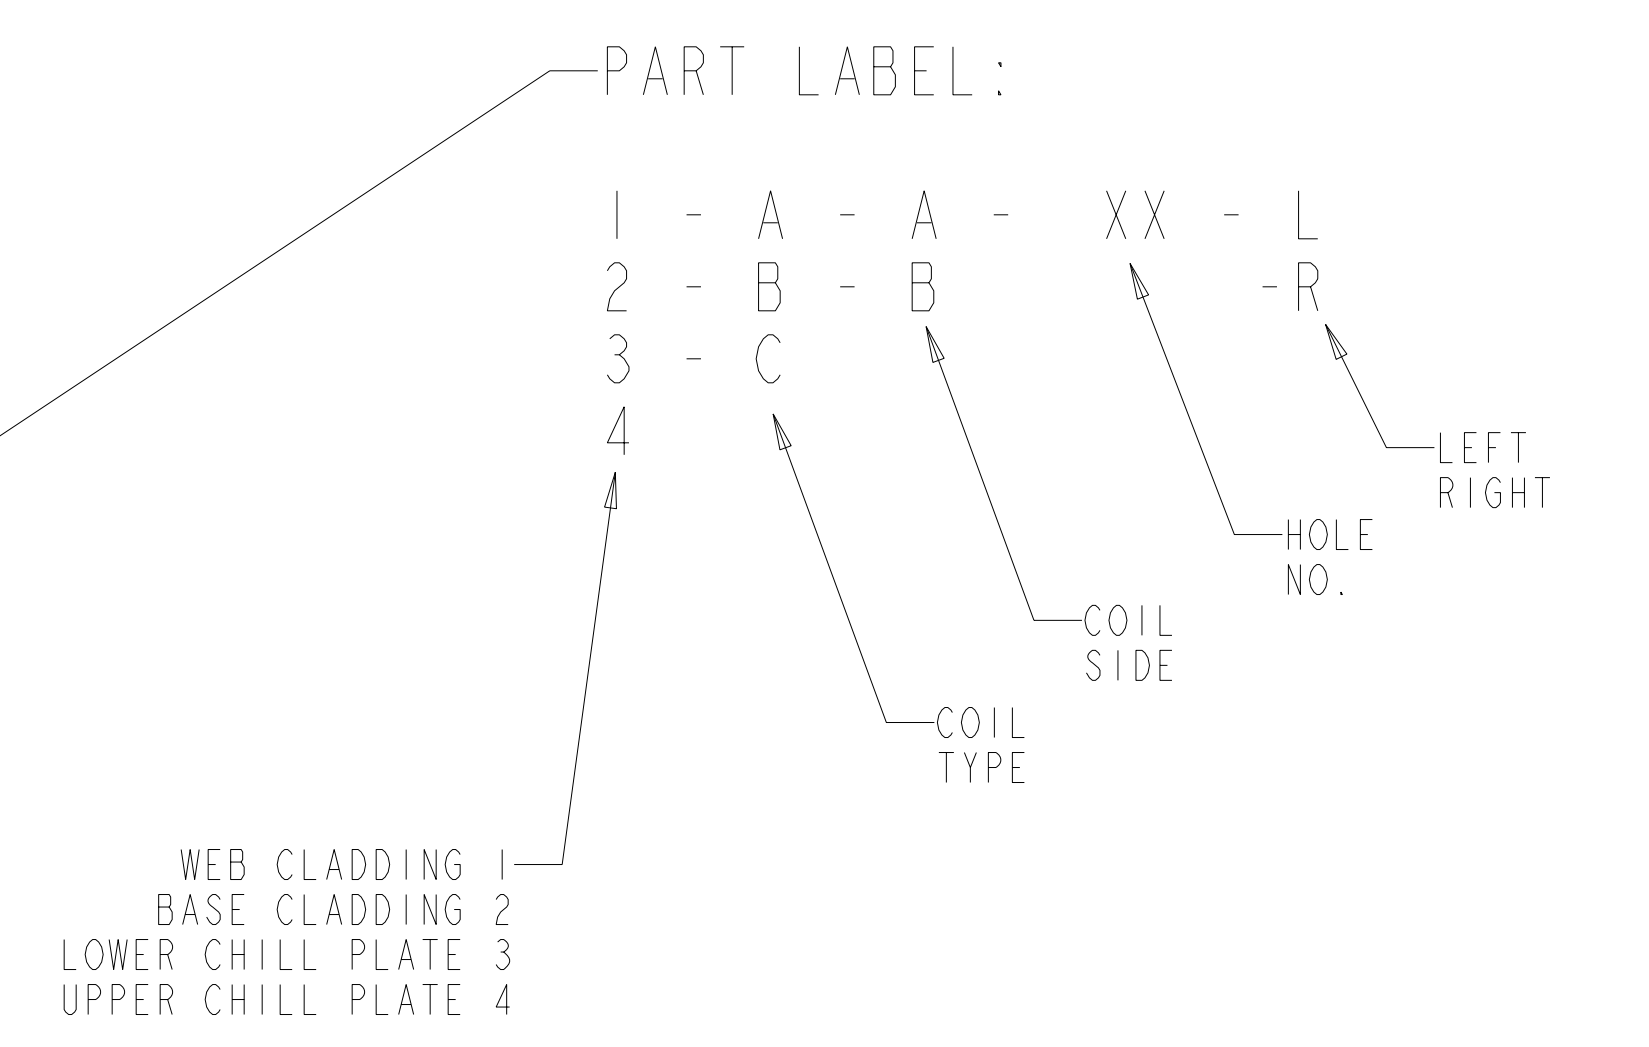 PART LABEL:
1 - A - A - XX - L
2 - B - B -R
3 - C
4
LEFT
RIGHT
HOLE
NO.
COIL
SIDE
COIL
TYPE
WEB CLADDING 1
BASE CLADDING 2
LOWER CHILL PLATE 3
UPPER CHILL PLATE 4